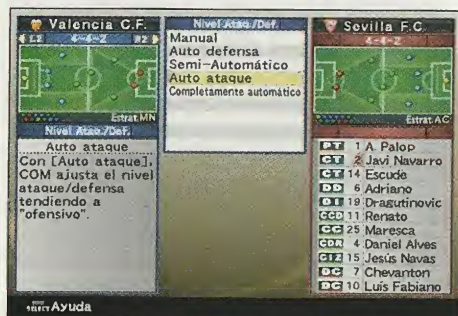 Valencia C.F.
L2 4-4-2 R2
Estrat MN
Nivel Ataq./Def.
Auto ataque
Con [Auto ataque],
COM ajusta el nivel
ataque/defensa
tendiendo a
"ofensivo".
Nivel Ataq./Def.
Manual
Auto defensa
Semi-Automático
Auto ataque
Completamente automático
Sevilla F.C
4-4-2
Estrat AC
PT 1 A. Palop
CT 2 Javi Navarro
CT 14 Escude
DD 6 Adriano
DI 19 Dragutinovic
CCD 11 Renato
CC 25 Maresca
CDR 4 Daniel Alves
CIZ 15 Jesús Navas
DC 7 Chevanton
DC 10 Luis Fabiano
SELECT Ayuda